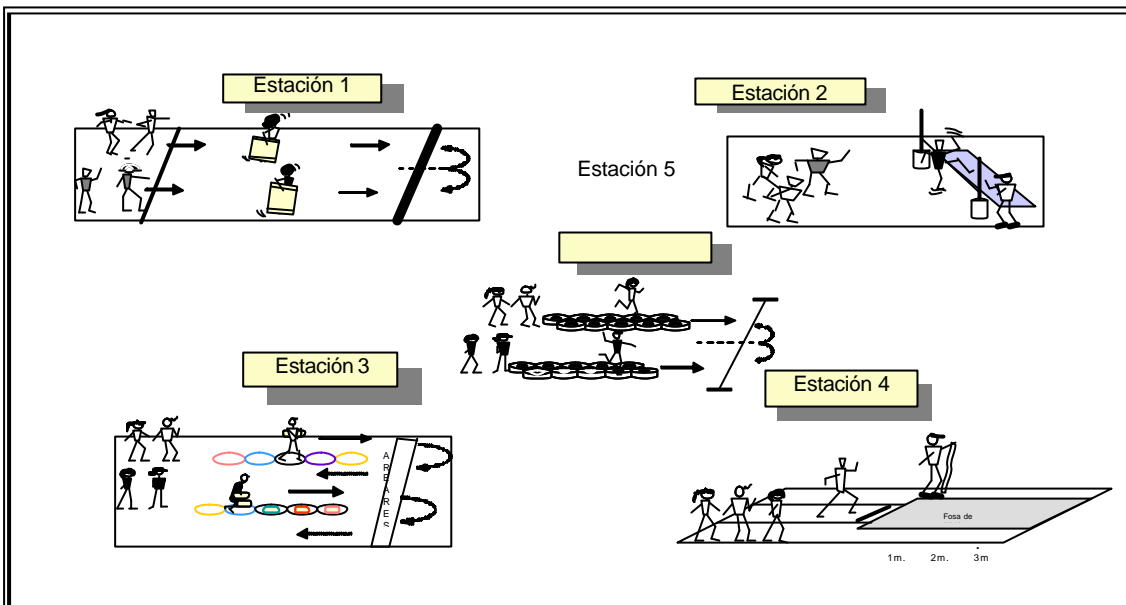 Estación 1
Estación 2
Estación 5
Estación 3
Estación 4
Fosa de
1m. 2m. 3m